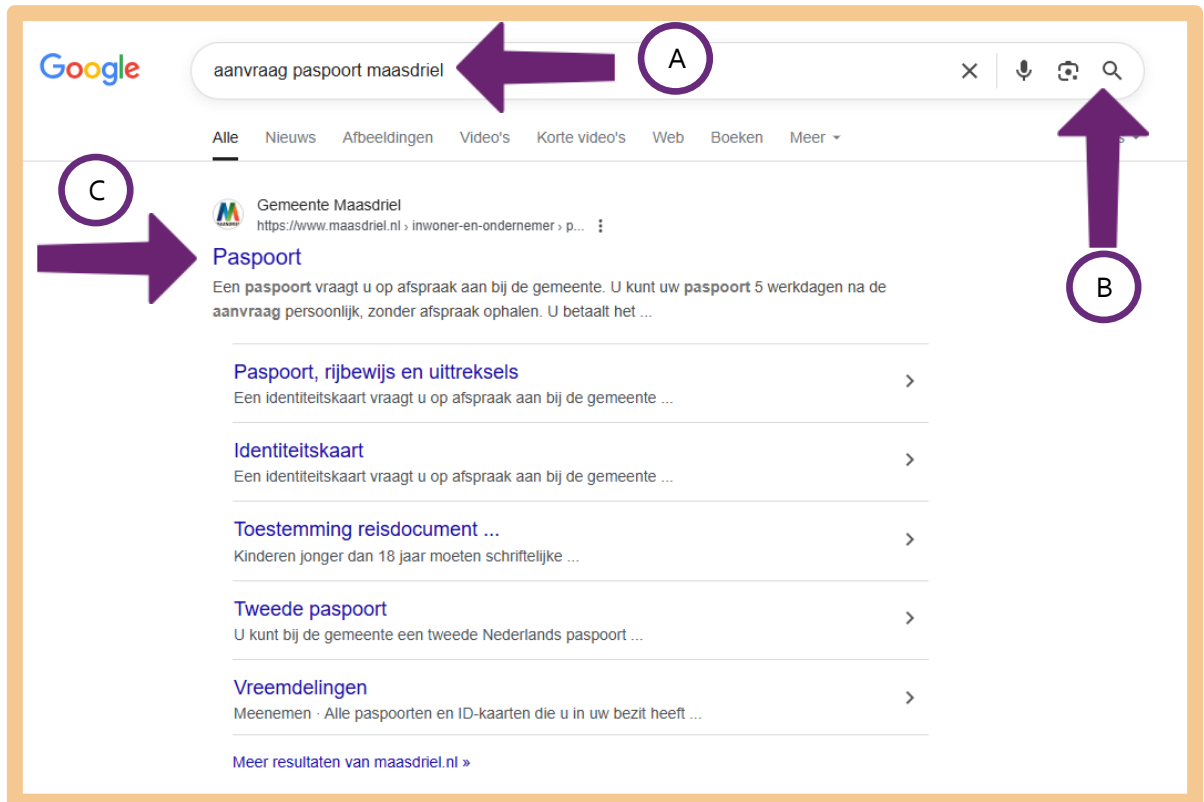 Google
aanvraag paspoort maasdriel
A
Alle Nieuws Afbeeldingen Video's Korte video's Web Boeken Meer
C
Gemeente Maasdriel
https://www.maasdriel.nl › inwoner-en-ondernemer › p...
Paspoort
Een paspoort vraagt u op afspraak aan bij de gemeente. U kunt uw paspoort 5 werkdagen na de
aanvraag persoonlijk, zonder afspraak ophalen. U betaalt het ...
B
Paspoort, rijbewijs en uittreksels
Een identiteitskaart vraagt u op afspraak aan bij de gemeente ...
Identiteitskaart
Een identiteitskaart vraagt u op afspraak aan bij de gemeente ...
Toestemming reisdocument ...
Kinderen jonger dan 18 jaar moeten schriftelijke ...
Tweede paspoort
U kunt bij de gemeente een tweede Nederlands paspoort ...
Vreemdelingen
Meenemen · Alle paspoorten en ID-kaarten die u in uw bezit heeft ...
Meer resultaten van maasdriel.nl »